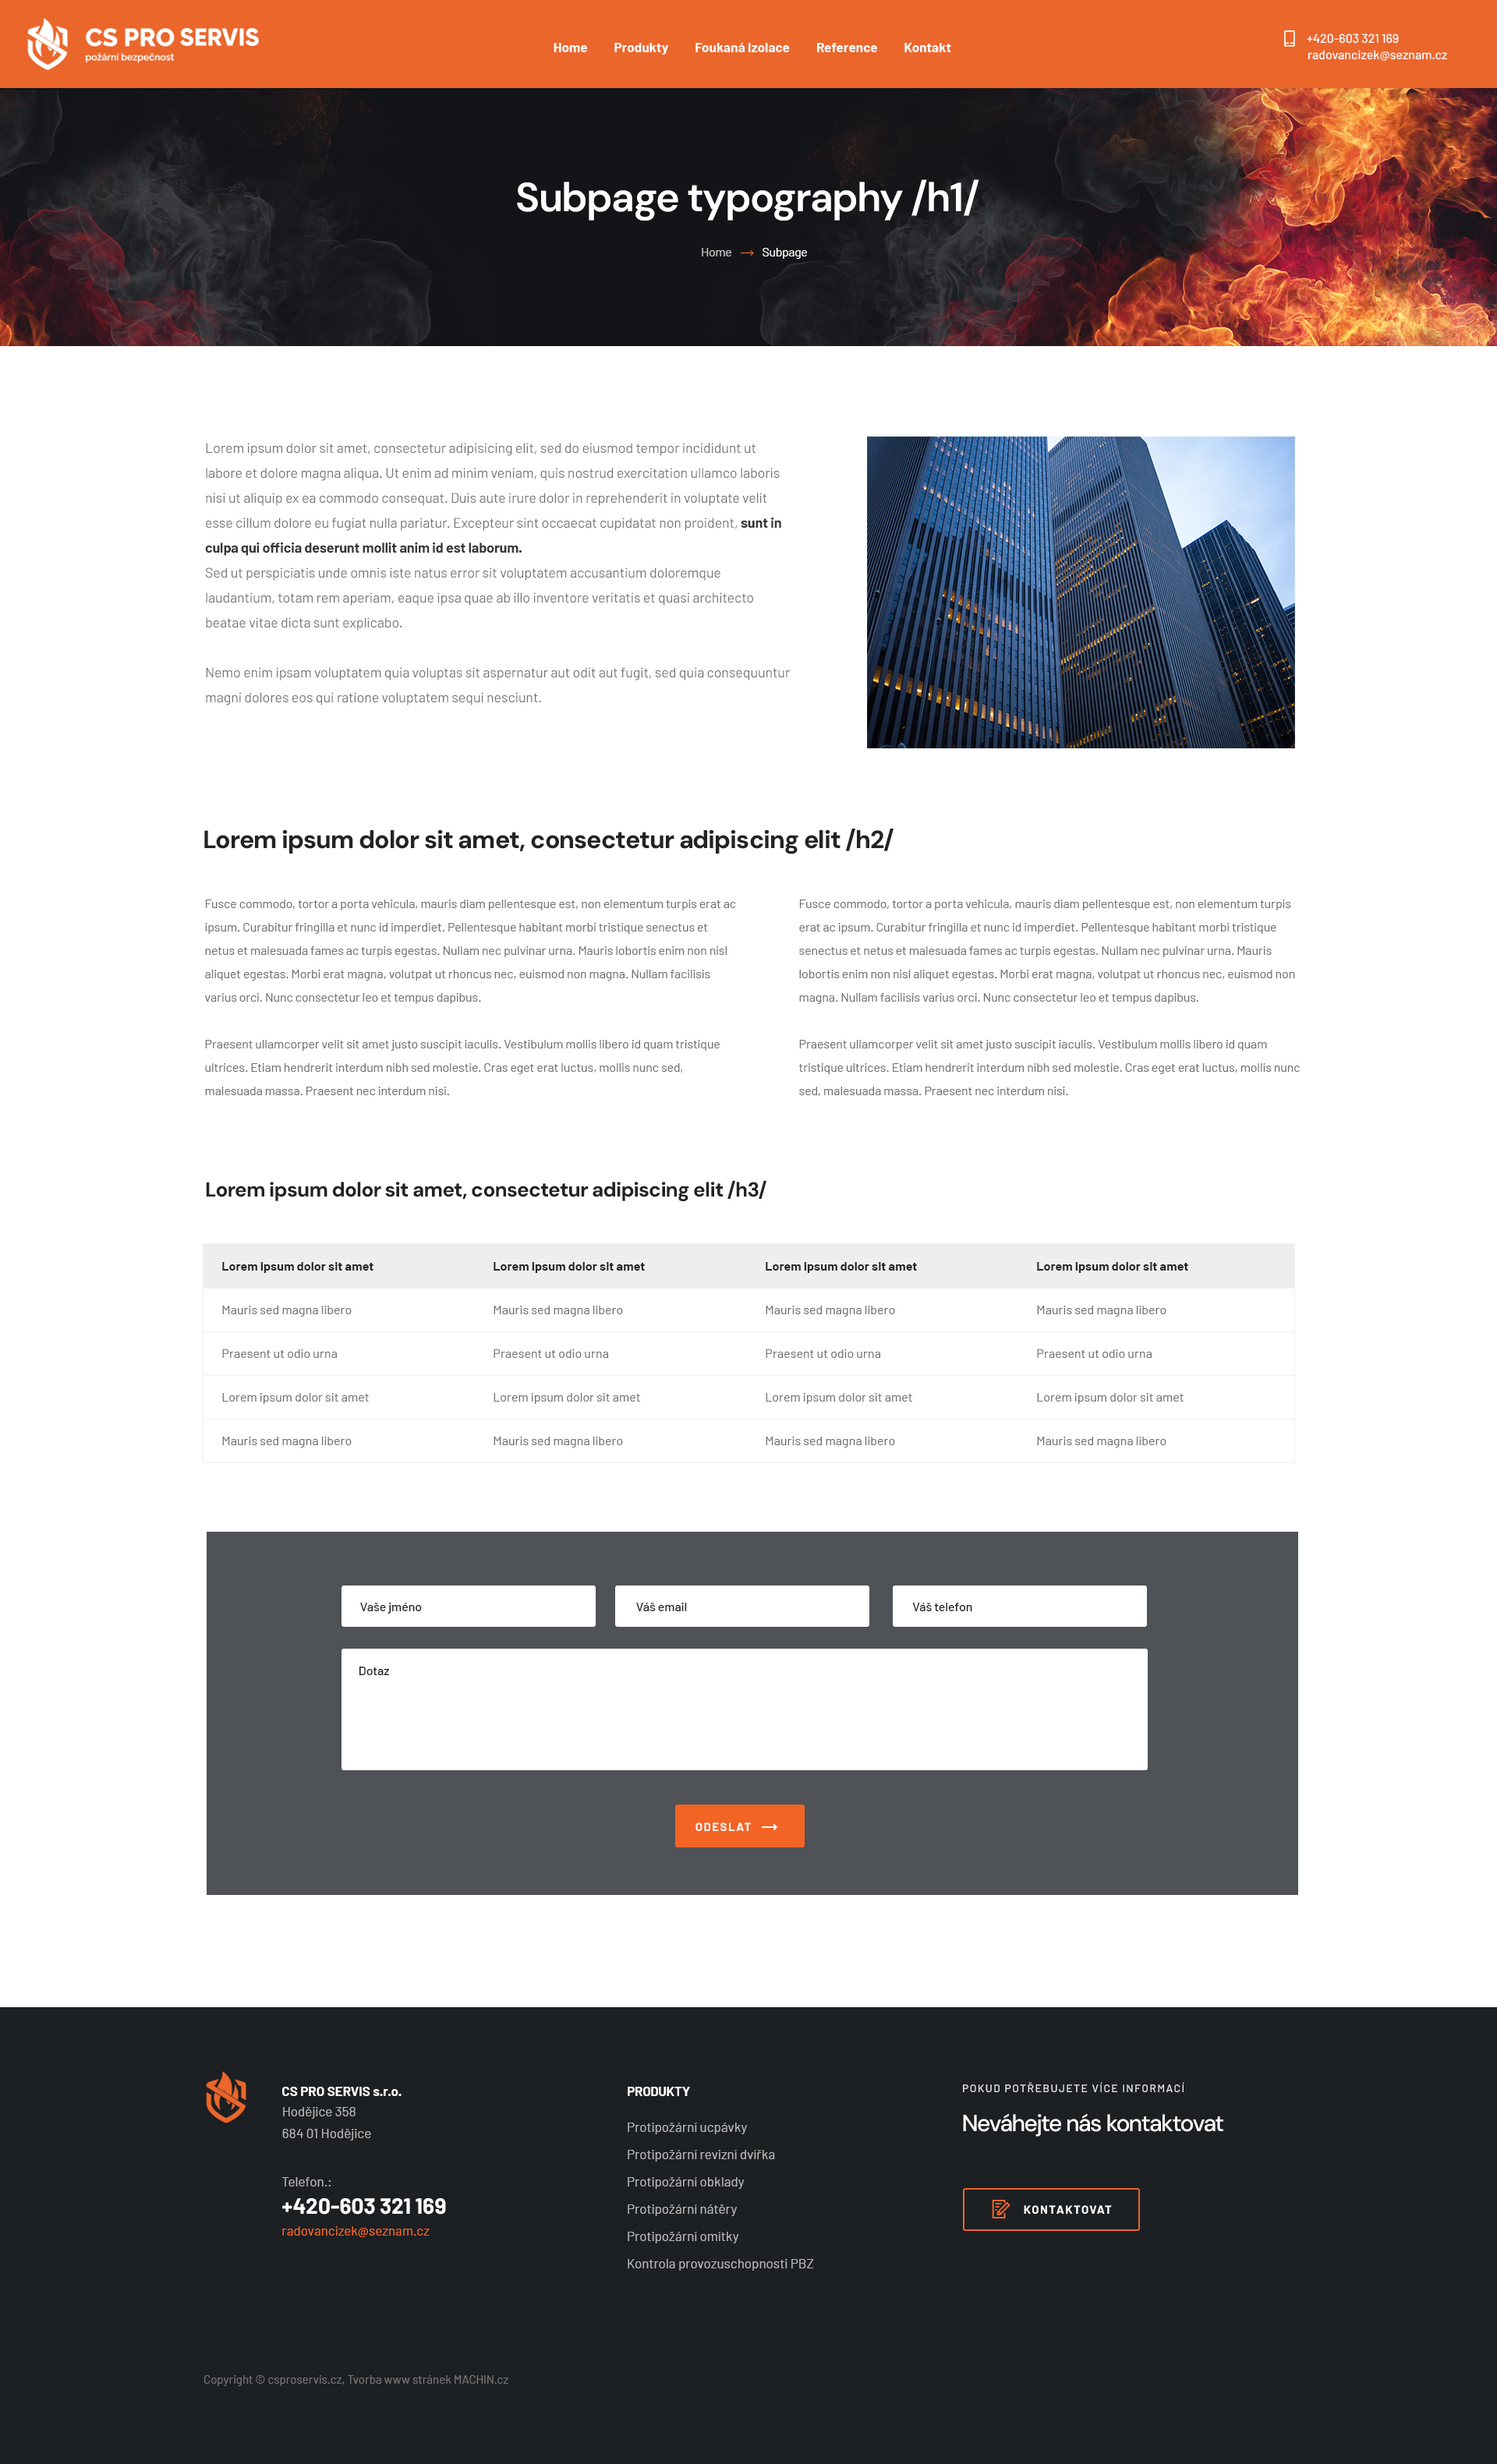 CS PRO SERVIS
požární bezpečnost
Home Produkty Foukaná Izolace Reference Kontakt
+420-603 321 169
radovancizek@seznam.cz
Subpage typography /h1/
Home Subpage
Lorem ipsum dolor sit amet, consectetur adipisicing elit, sed do eiusmod tempor incididunt ut
labore et dolore magna aliqua. Ut enim ad minim veniam, quis nostrud exercitation ullamco laboris
nisi ut aliquip ex ea commodo consequat. Duis aute irure dolor in reprehenderit in voluptate velit
esse cillum dolore eu fugiat nulla pariatur. Excepteur sint occaecat cupidatat non proident, sunt in
culpa qui officia deserunt mollit anim id est laborum.
Sed ut perspiciatis unde omnis iste natus error sit voluptatem accusantium doloremque
laudantium, totam rem aperiam, eaque ipsa quae ab illo inventore veritatis et quasi architecto
beatae vitae dicta sunt explicabo.
Nemo enim ipsam voluptatem quia voluptas sit aspernatur aut odit aut fugit, sed quia consequuntur
magni dolores eos qui ratione voluptatem sequi nesciunt.
Lorem ipsum dolor sit amet, consectetur adipiscing elit /h2/
Fusce commodo, tortor a porta vehicula, mauris diam pellentesque est, non elementum turpis erat ac
ipsum. Curabitur fringilla et nunc id imperdiet. Pellentesque habitant morbi tristique senectus et
netus et malesuada fames ac turpis egestas. Nullam nec pulvinar urna. Mauris lobortis enim non nisl
aliquet egestas. Morbi erat magna, volutpat ut rhoncus nec, euismod non magna. Nullam facilisis
varius orci. Nunc consectetur leo et tempus dapibus.
Praesent ullamcorper velit sit amet justo suscipit iaculis. Vestibulum mollis libero id quam tristique
ultrices. Etiam hendrerit interdum nibh sed molestie. Cras eget erat luctus, mollis nunc sed,
malesuada massa. Praesent nec interdum nisi.
Fusce commodo, tortor a porta vehicula, mauris diam pellentesque est, non elementum turpis
erat ac ipsum. Curabitur fringilla et nunc id imperdiet. Pellentesque habitant morbi tristique
senectus et netus et malesuada fames ac turpis egestas. Nullam nec pulvinar urna. Mauris
lobortis enim non nisl aliquet egestas. Morbi erat magna, volutpat ut rhoncus nec, euismod non
magna. Nullam facilisis varius orci. Nunc consectetur leo et tempus dapibus.
Praesent ullamcorper velit sit amet justo suscipit iaculis. Vestibulum mollis libero id quam
tristique ultrices. Etiam hendrerit interdum nibh sed molestie. Cras eget erat luctus, mollis nunc
sed, malesuada massa. Praesent nec interdum nisi.
Lorem ipsum dolor sit amet, consectetur adipiscing elit /h3/
Lorem ipsum dolor sit amet Lorem ipsum dolor sit amet Lorem ipsum dolor sit amet Lorem ipsum dolor sit amet
Mauris sed magna libero Mauris sed magna libero Mauris sed magna libero Mauris sed magna libero
Praesent ut odio urna Praesent ut odio urna Praesent ut odio urna Praesent ut odio urna
Lorem ipsum dolor sit amet Lorem ipsum dolor sit amet Lorem ipsum dolor sit amet Lorem ipsum dolor sit amet
Mauris sed magna libero Mauris sed magna libero Mauris sed magna libero Mauris sed magna libero
Vaše jméno Váš email Váš telefon
Dotaz
ODESLAT
CS PRO SERVIS s.r.o.
Hodějice 358
684 01 Hodějice
Telefon.:
+420-603 321 169
radovancizek@seznam.cz
PRODUKTY
Protipožární ucpávky
Protipožární revizní dvířka
Protipožární obklady
Protipožární nátěry
Protipožární omítky
Kontrola provozuschopnosti PBZ
POKUD POTŘEBUJETE VÍCE INFORMACÍ
Neváhejte nás kontaktovat
KONTAKTOVAT
Copyright © csproservis.cz, Tvorba www stránek MACHIN.cz